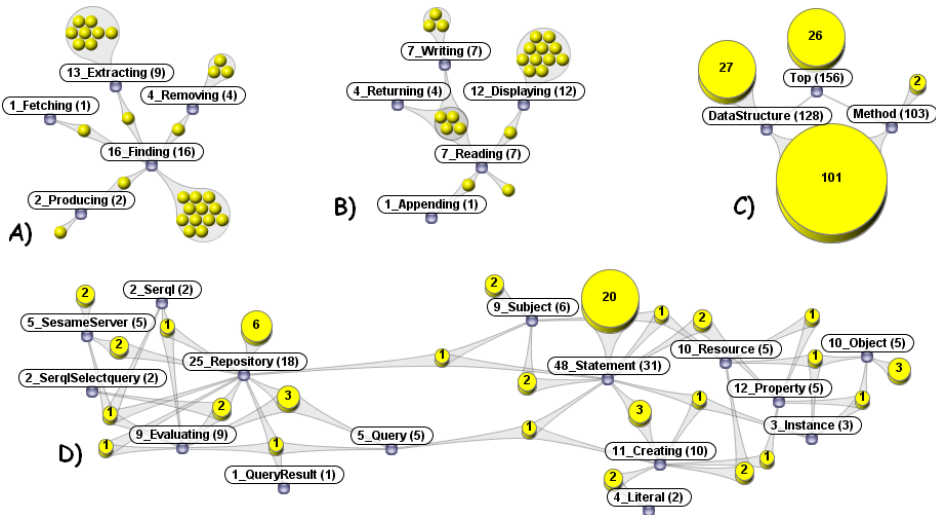 13_Extracting (9)
4_Removing (4)
1_Fetching (1)
16_Finding (16)
2_Producing (2)
A)
7_Writing (7)
4_Returning (4)
12_Displaying (12)
7_Reading (7)
1_Appending (1)
B)
26
27
Top (156)
2
DataStructure (128)
Method (103)
101
C)
2_Serql (2)
2
5_SesameServer (5)
1
6
2
25_Repository (18)
2_SerqlSelectquery (2)
1
2
3
9_Evaluating (9)
1
1
5_Query (5)
1_QueryResult (1)
D)
2
9_Subject (6)
20
1
2
1
1
48_Statement (31)
10_Resource (5)
10_Object (5)
1
3
2
12_Property (5)
3
1
1
1
3_Instance (3)
1
11_Creating (10)
1
2
2
4_Literal (2)